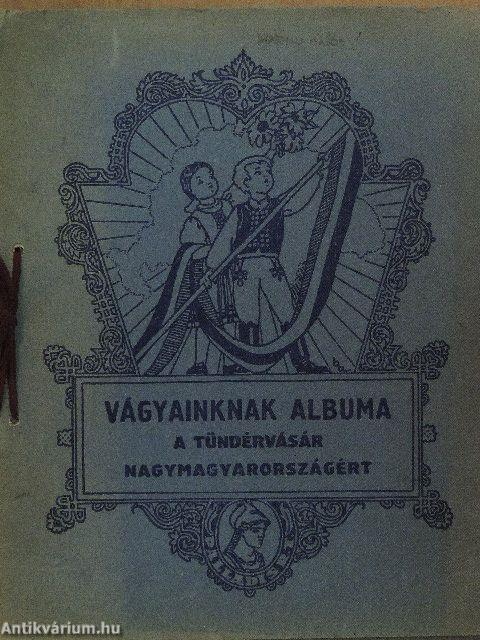 VÁGYAINKNAK ALBUMA
A TÜNDÉRVÁSÁR
NAGYMAGYARORSZÁGÉRT
Antikvárium.hu